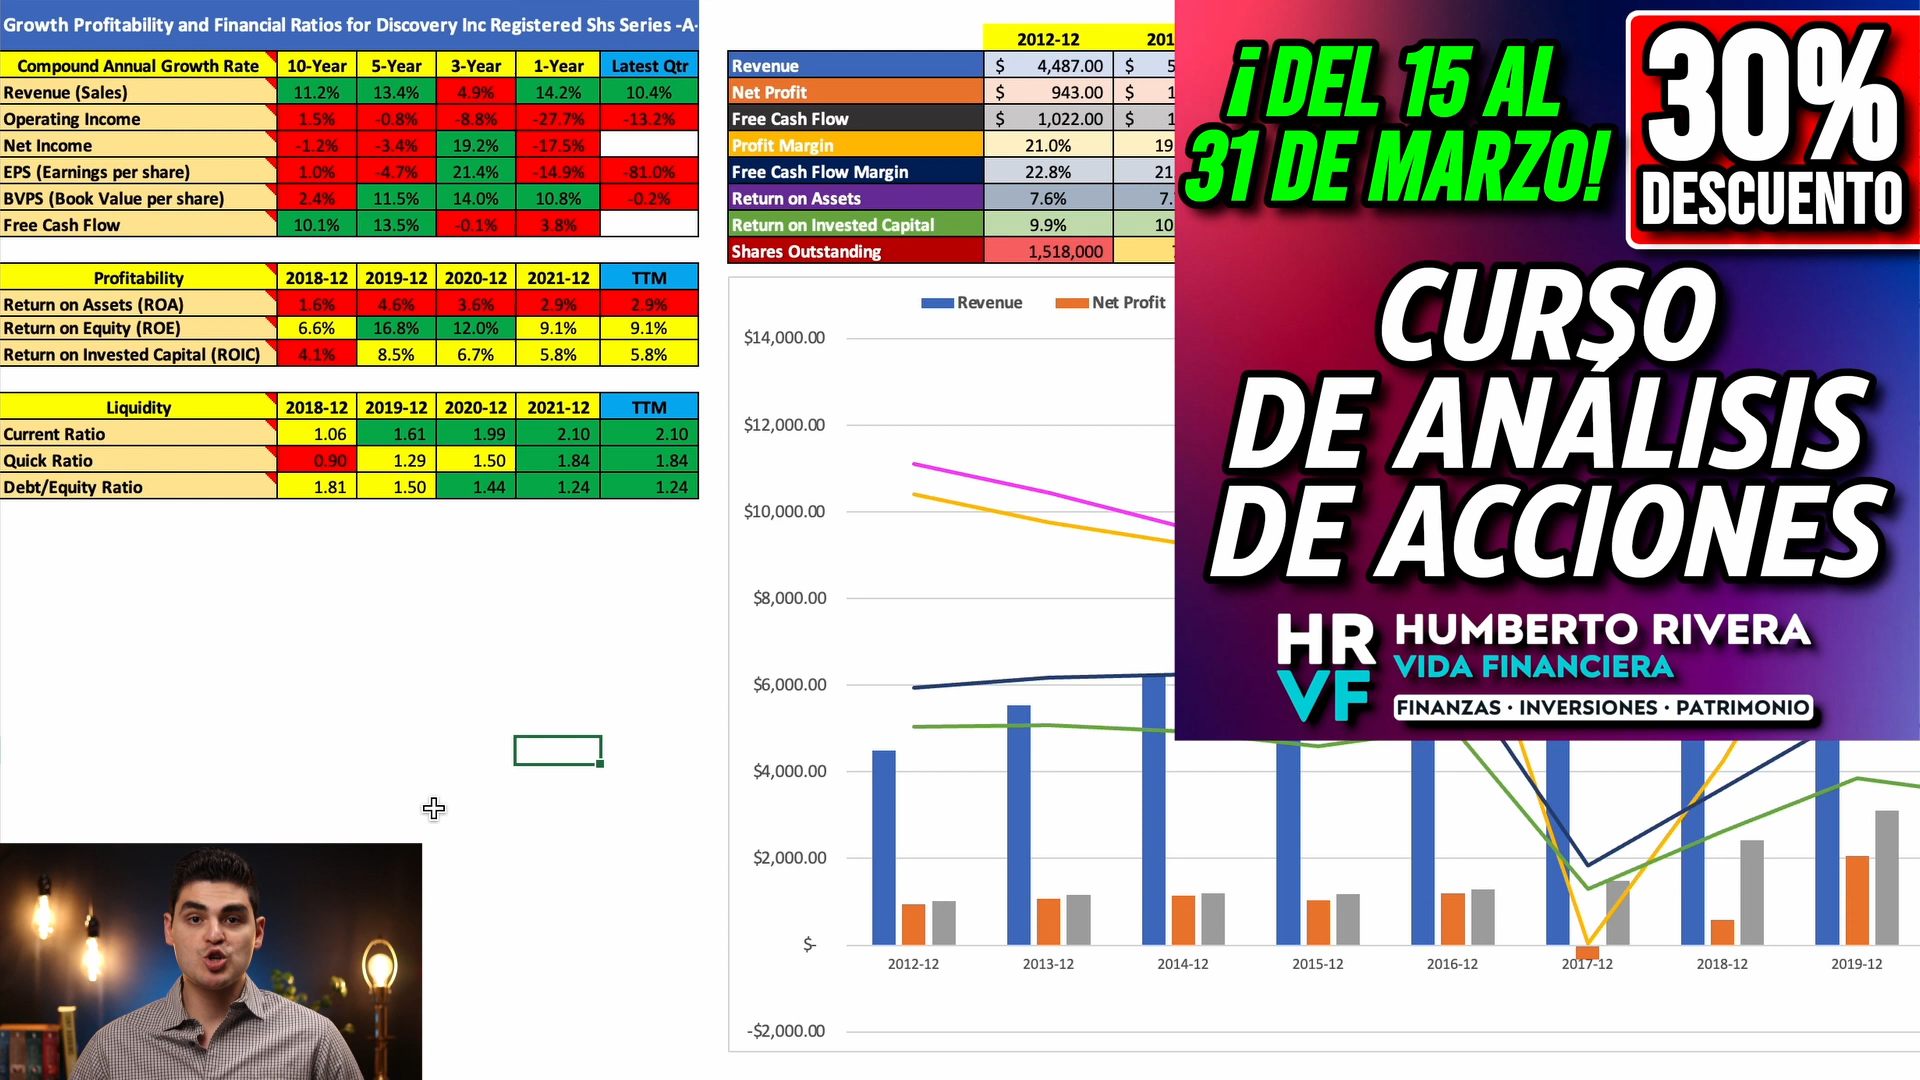 Growth Profitability and Financial Ratios for Discovery Inc Registered Shs Series -A-
Compound Annual Growth Rate 10-Year 5-Year 3-Year 1-Year Latest Qtr
Revenue (Sales) 11.2% 13.4% 4.9% 14.2% 10.4%
Operating Income 1.5% -0.8% -8.8% -27.7% -13.2%
Net Income -1.2% -3.4% 19.2% -17.5%
EPS (Earnings per share) 1.0% -4.7% 21.4% -14.9% -81.0%
BVPS (Book Value per share) 2.4% 11.5% 14.0% 10.8% -0.2%
Free Cash Flow 10.1% 13.5% -0.1% 3.8%
Profitability 2018-12 2019-12 2020-12 2021-12 TTM
Return on Assets (ROA) 1.6% 4.6% 3.6% 2.9% 2.9%
Return on Equity (ROE) 6.6% 16.8% 12.0% 9.1% 9.1%
Return on Invested Capital (ROIC) 4.1% 8.5% 6.7% 5.8% 5.8%
Liquidity 2018-12 2019-12 2020-12 2021-12 TTM
Current Ratio 1.06 1.61 1.99 2.10 2.10
Quick Ratio 0.90 1.29 1.50 1.84 1.84
Debt/Equity Ratio 1.81 1.50 1.44 1.24 1.24
2012-12 201
Revenue $ 4,487.00 $ 5
Net Profit $ 943.00 $ 1
Free Cash Flow $ 1,022.00 $ 1
Profit Margin 21.0% 19
Free Cash Flow Margin 22.8% 21
Return on Assets 7.6% 7.
Return on Invested Capital 9.9% 10
Shares Outstanding 1,518,000
Revenue Net Profit
$14,000.00
$12,000.00
$10,000.00
$8,000.00
$6,000.00
$4,000.00
$2,000.00
$-
-$2,000.00
2012-12 2013-12 2014-12 2015-12 2016-12 2017-12 2018-12 2019-12
¡DEL 15 AL
31 DE MARZO!
30%
DESCUENTO
CURSO
DE ANÁLISIS
DE ACCIONES
HR
VF
HUMBERTO RIVERA
VIDA FINANCIERA
FINANZAS · INVERSIONES · PATRIMONIO